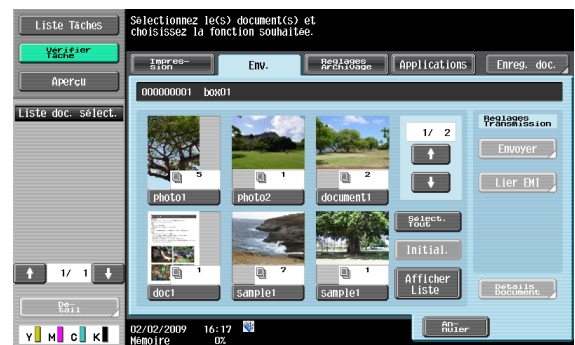 Liste Tâches
Sélectionnez le(s) document(s) et
choisissez la fonction souhaitée.
Vérifier
Tâche
Impres-
sion
Env.
Réglages
Archivage
Applications
Enreg. doc.
Aperçu
000000001 box01
Liste doc. sélect.
Réglages
Transmission
1/ 2
5
1
2
Envoyer
photo1
photo2
document1
Lier EMI
Sélect.
Tout
Initial.
1/ 1
1
7
1
Afficher
Liste
doc1
sample1
sample1
Détails
Document
Dé-
tail
An-
nuler
02/02/2009 16:17
Mémoire 0%
Y M C K